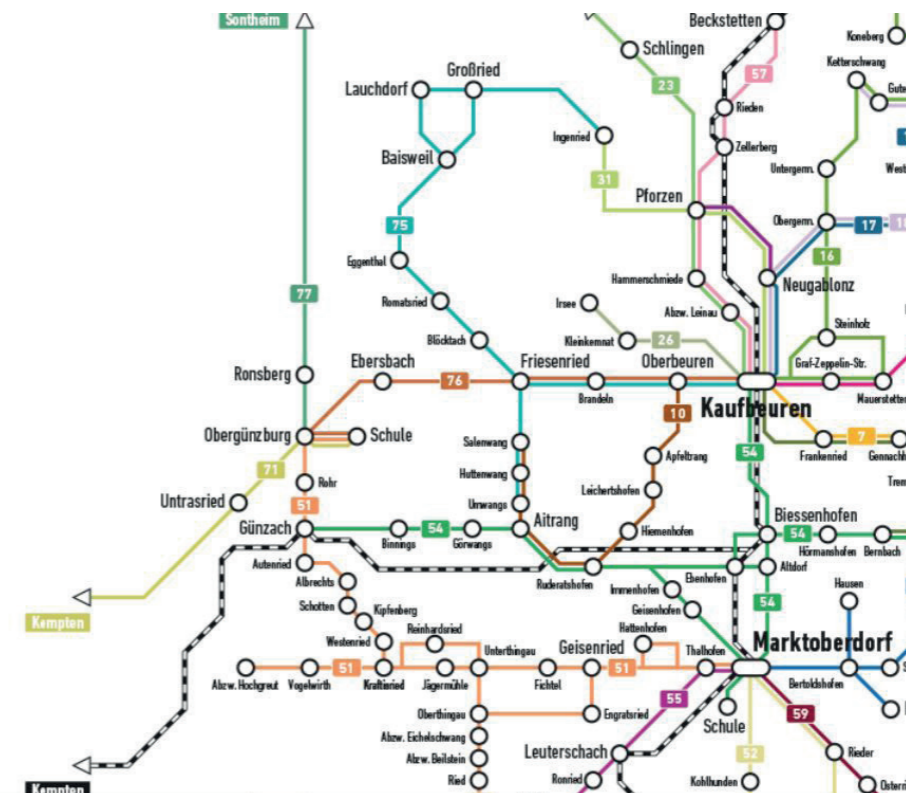 Sontheim
Beckstetten
Schlingen
Koneberg
Ketterschwang
57
23
Großried
Lauchdorf
Rieden
Ingenried
Zellerberg
Baisweil
Untergerm.
31
Pforzen
75
Obergerm.
17
18
16
Eggenthal
Hammerschmiede
Neugablonz
77
Romatsried
Irsee
Abzw. Leinau
Steinholz
Blöcktach
Kleinkemnat
26
Ronsberg
Ebersbach
76
Friesenried
Oberbeuren
Graf-Zeppelin-Str.
Brandeln
Kaufbeuren
Mauerstetten
10
Obergünzburg
Schule
7
Salenwang
Apfeltrang
54
Frankenried
71
Huttenwang
Rohr
Leichertshofen
Untrasried
51
Umwangs
Günzach
54
Aitrang
Hiemenhofen
Biessenhofen
54
Binnings
Görwangs
Hörmanshofen
Bernbach
Autenried
Ruderatshofen
Ebenhofen
Altdorf
Albrechts
Immenhofen
Hausen
Kempten
Schotten
Kipfenberg
Geisenhofen
54
Reinhardsried
Hattenhofen
Westenried
Unterthingau
Geisenried
Thalhofen
Marktoberdorf
51
51
Abzw. Hochgreut
Vogelwirth
Kraftisried
Jägermühle
Fichtel
Bertoldshofen
55
Oberthingau
Engratsried
Schule
59
Abzw. Eichelschwang
Leuterschach
52
Rieder
Abzw. Beilstein
Ried
Ronried
Kohlhunden
Kempten